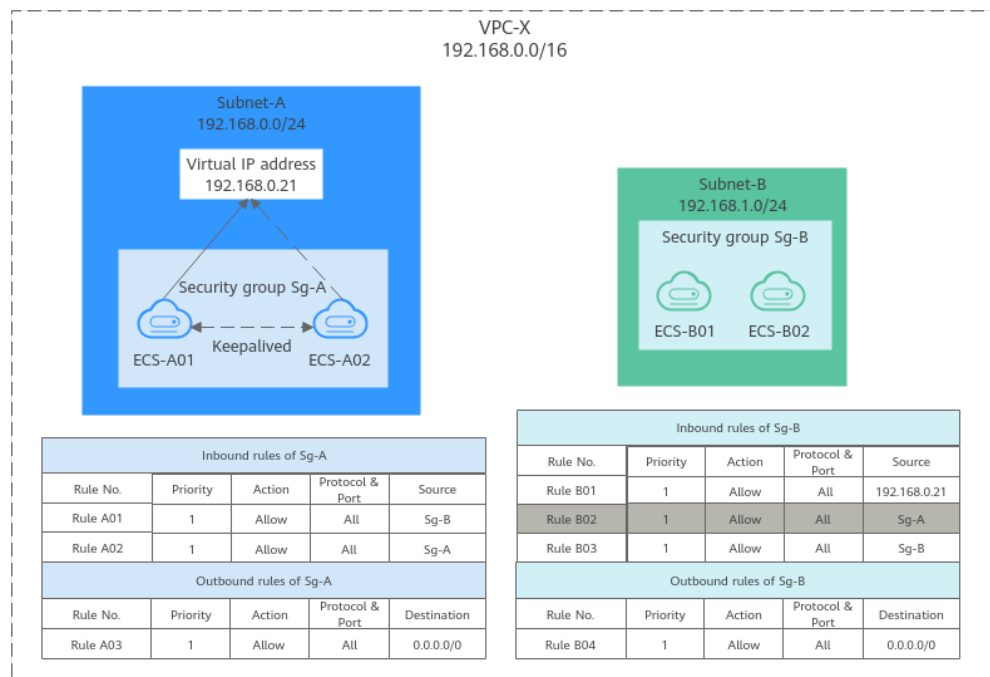 VPC-X
192.168.0.0/16
Subnet-A
192.168.0.0/24
Virtual IP address
192.168.0.21
Security group Sg-A
Keepalived
ECS-A01
ECS-A02
Subnet-B
192.168.1.0/24
Security group Sg-B
ECS-B01
ECS-B02
Inbound rules of Sg-A
Rule No. Priority Action Protocol & Port Source
Rule A01 1 Allow All Sg-B
Rule A02 1 Allow All Sg-A
Outbound rules of Sg-A
Rule No. Priority Action Protocol & Port Destination
Rule A03 1 Allow All 0.0.0.0/0
Inbound rules of Sg-B
Rule No. Priority Action Protocol & Port Source
Rule B01 1 Allow All 192.168.0.21
Rule B02 1 Allow All Sg-A
Rule B03 1 Allow All Sg-B
Outbound rules of Sg-B
Rule No. Priority Action Protocol & Port Destination
Rule B04 1 Allow All 0.0.0.0/0